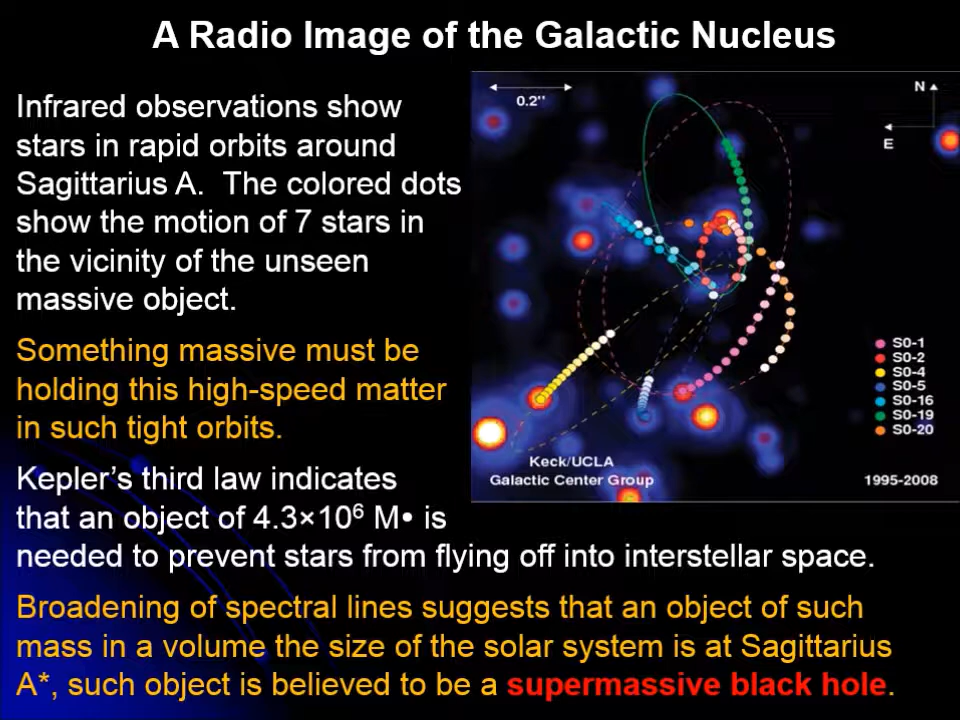 A Radio Image of the Galactic Nucleus
Infrared observations show
stars in rapid orbits around
Sagittarius A.  The colored dots
show the motion of 7 stars in
the vicinity of the unseen
massive object.
Something massive must be
holding this high-speed matter
in such tight orbits.
Kepler’s third law indicates
that an object of 4.3×10⁶ M• is
needed to prevent stars from flying off into interstellar space.
Broadening of spectral lines suggests that an object of such
mass in a volume the size of the solar system is at Sagittarius
A*, such object is believed to be a supermassive black hole.
0.2"
N
E
S0-1
S0-2
S0-4
S0-5
S0-16
S0-19
S0-20
Keck/UCLA
Galactic Center Group
1995-2008